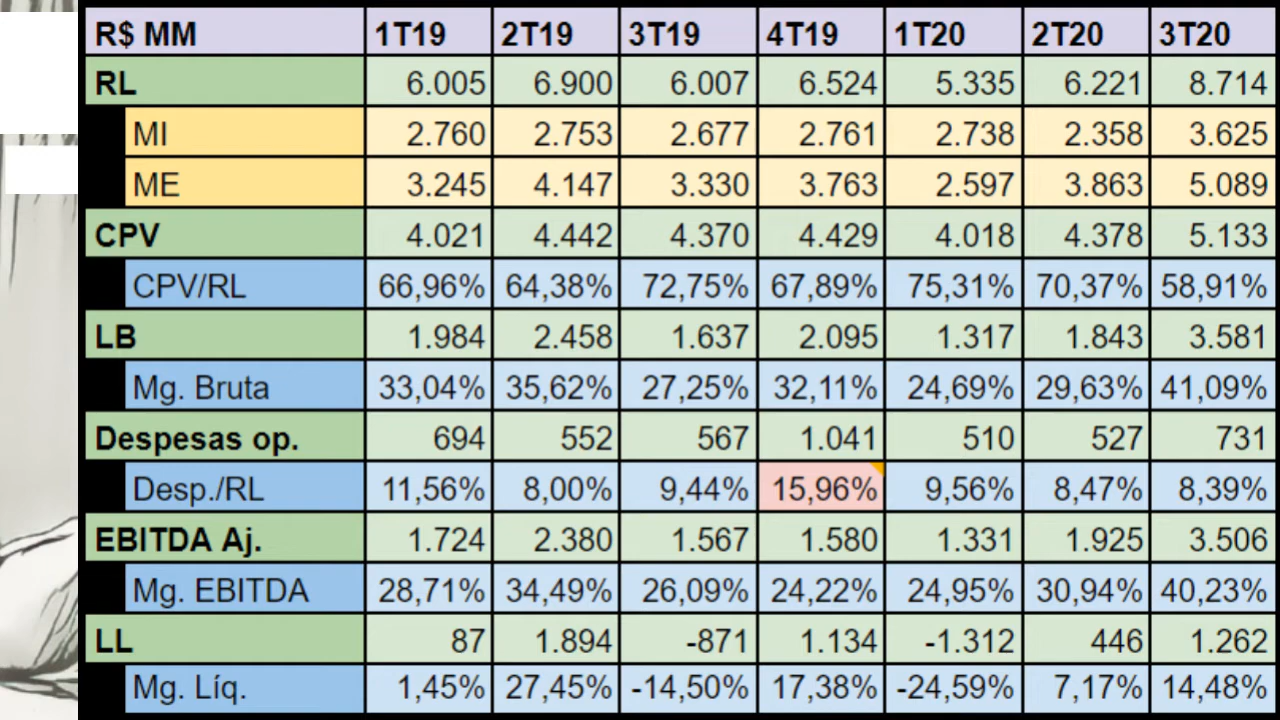 R$ MM 1T19 2T19 3T19 4T19 1T20 2T20 3T20
RL 6.005 6.900 6.007 6.524 5.335 6.221 8.714
MI 2.760 2.753 2.677 2.761 2.738 2.358 3.625
ME 3.245 4.147 3.330 3.763 2.597 3.863 5.089
CPV 4.021 4.442 4.370 4.429 4.018 4.378 5.133
CPV/RL 66,96% 64,38% 72,75% 67,89% 75,31% 70,37% 58,91%
LB 1.984 2.458 1.637 2.095 1.317 1.843 3.581
Mg. Bruta 33,04% 35,62% 27,25% 32,11% 24,69% 29,63% 41,09%
Despesas op. 694 552 567 1.041 510 527 731
Desp./RL 11,56% 8,00% 9,44% 15,96% 9,56% 8,47% 8,39%
EBITDA Aj. 1.724 2.380 1.567 1.580 1.331 1.925 3.506
Mg. EBITDA 28,71% 34,49% 26,09% 24,22% 24,95% 30,94% 40,23%
LL 87 1.894 -871 1.134 -1.312 446 1.262
Mg. Líq. 1,45% 27,45% -14,50% 17,38% -24,59% 7,17% 14,48%